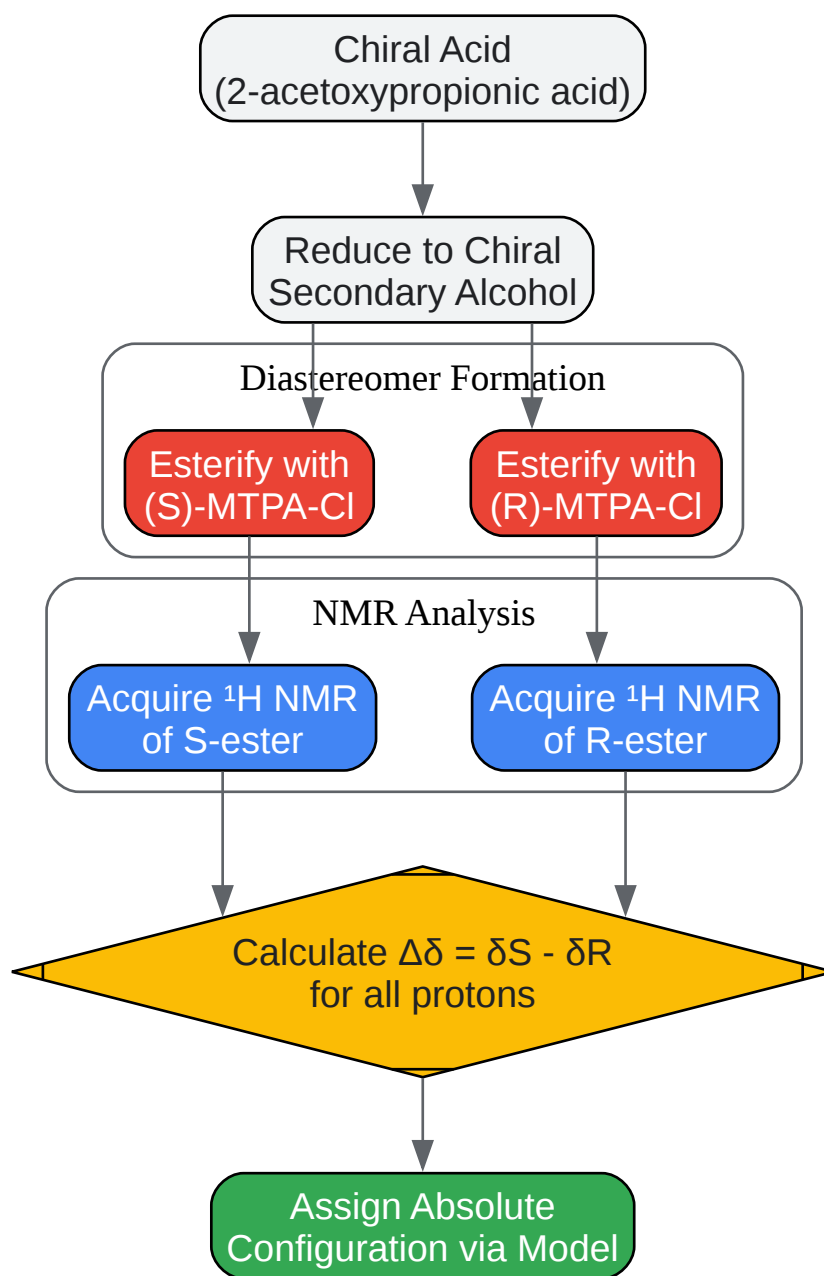 Chiral Acid
(2-acetoxypropionic acid)
Reduce to Chiral
Secondary Alcohol
Diastereomer Formation
Esterify with
(S)-MTPA-Cl
Esterify with
(R)-MTPA-Cl
NMR Analysis
Acquire ¹H NMR
of S-ester
Acquire ¹H NMR
of R-ester
Calculate Δδ = δS - δR
for all protons
Assign Absolute
Configuration via Model